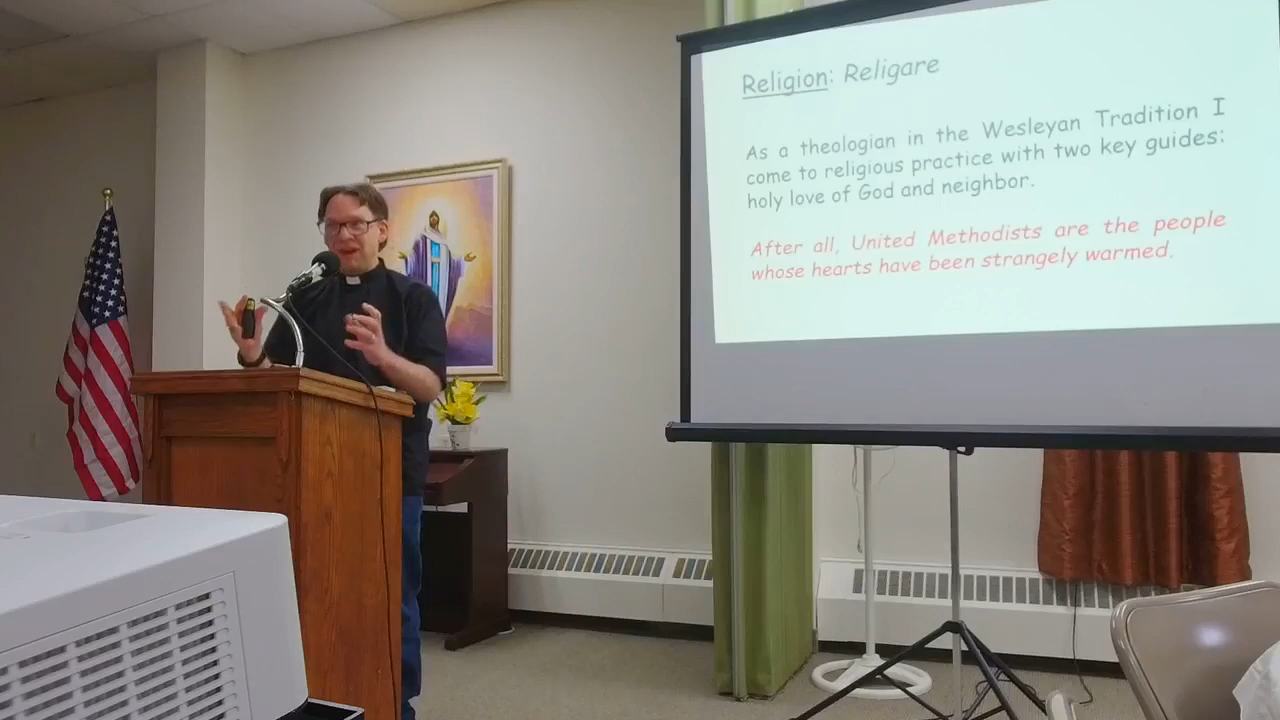 Religion: Religare
As a theologian in the Wesleyan Tradition I
come to religious practice with two key guides:
holy love of God and neighbor.
After all, United Methodists are the people
whose hearts have been strangely warmed.